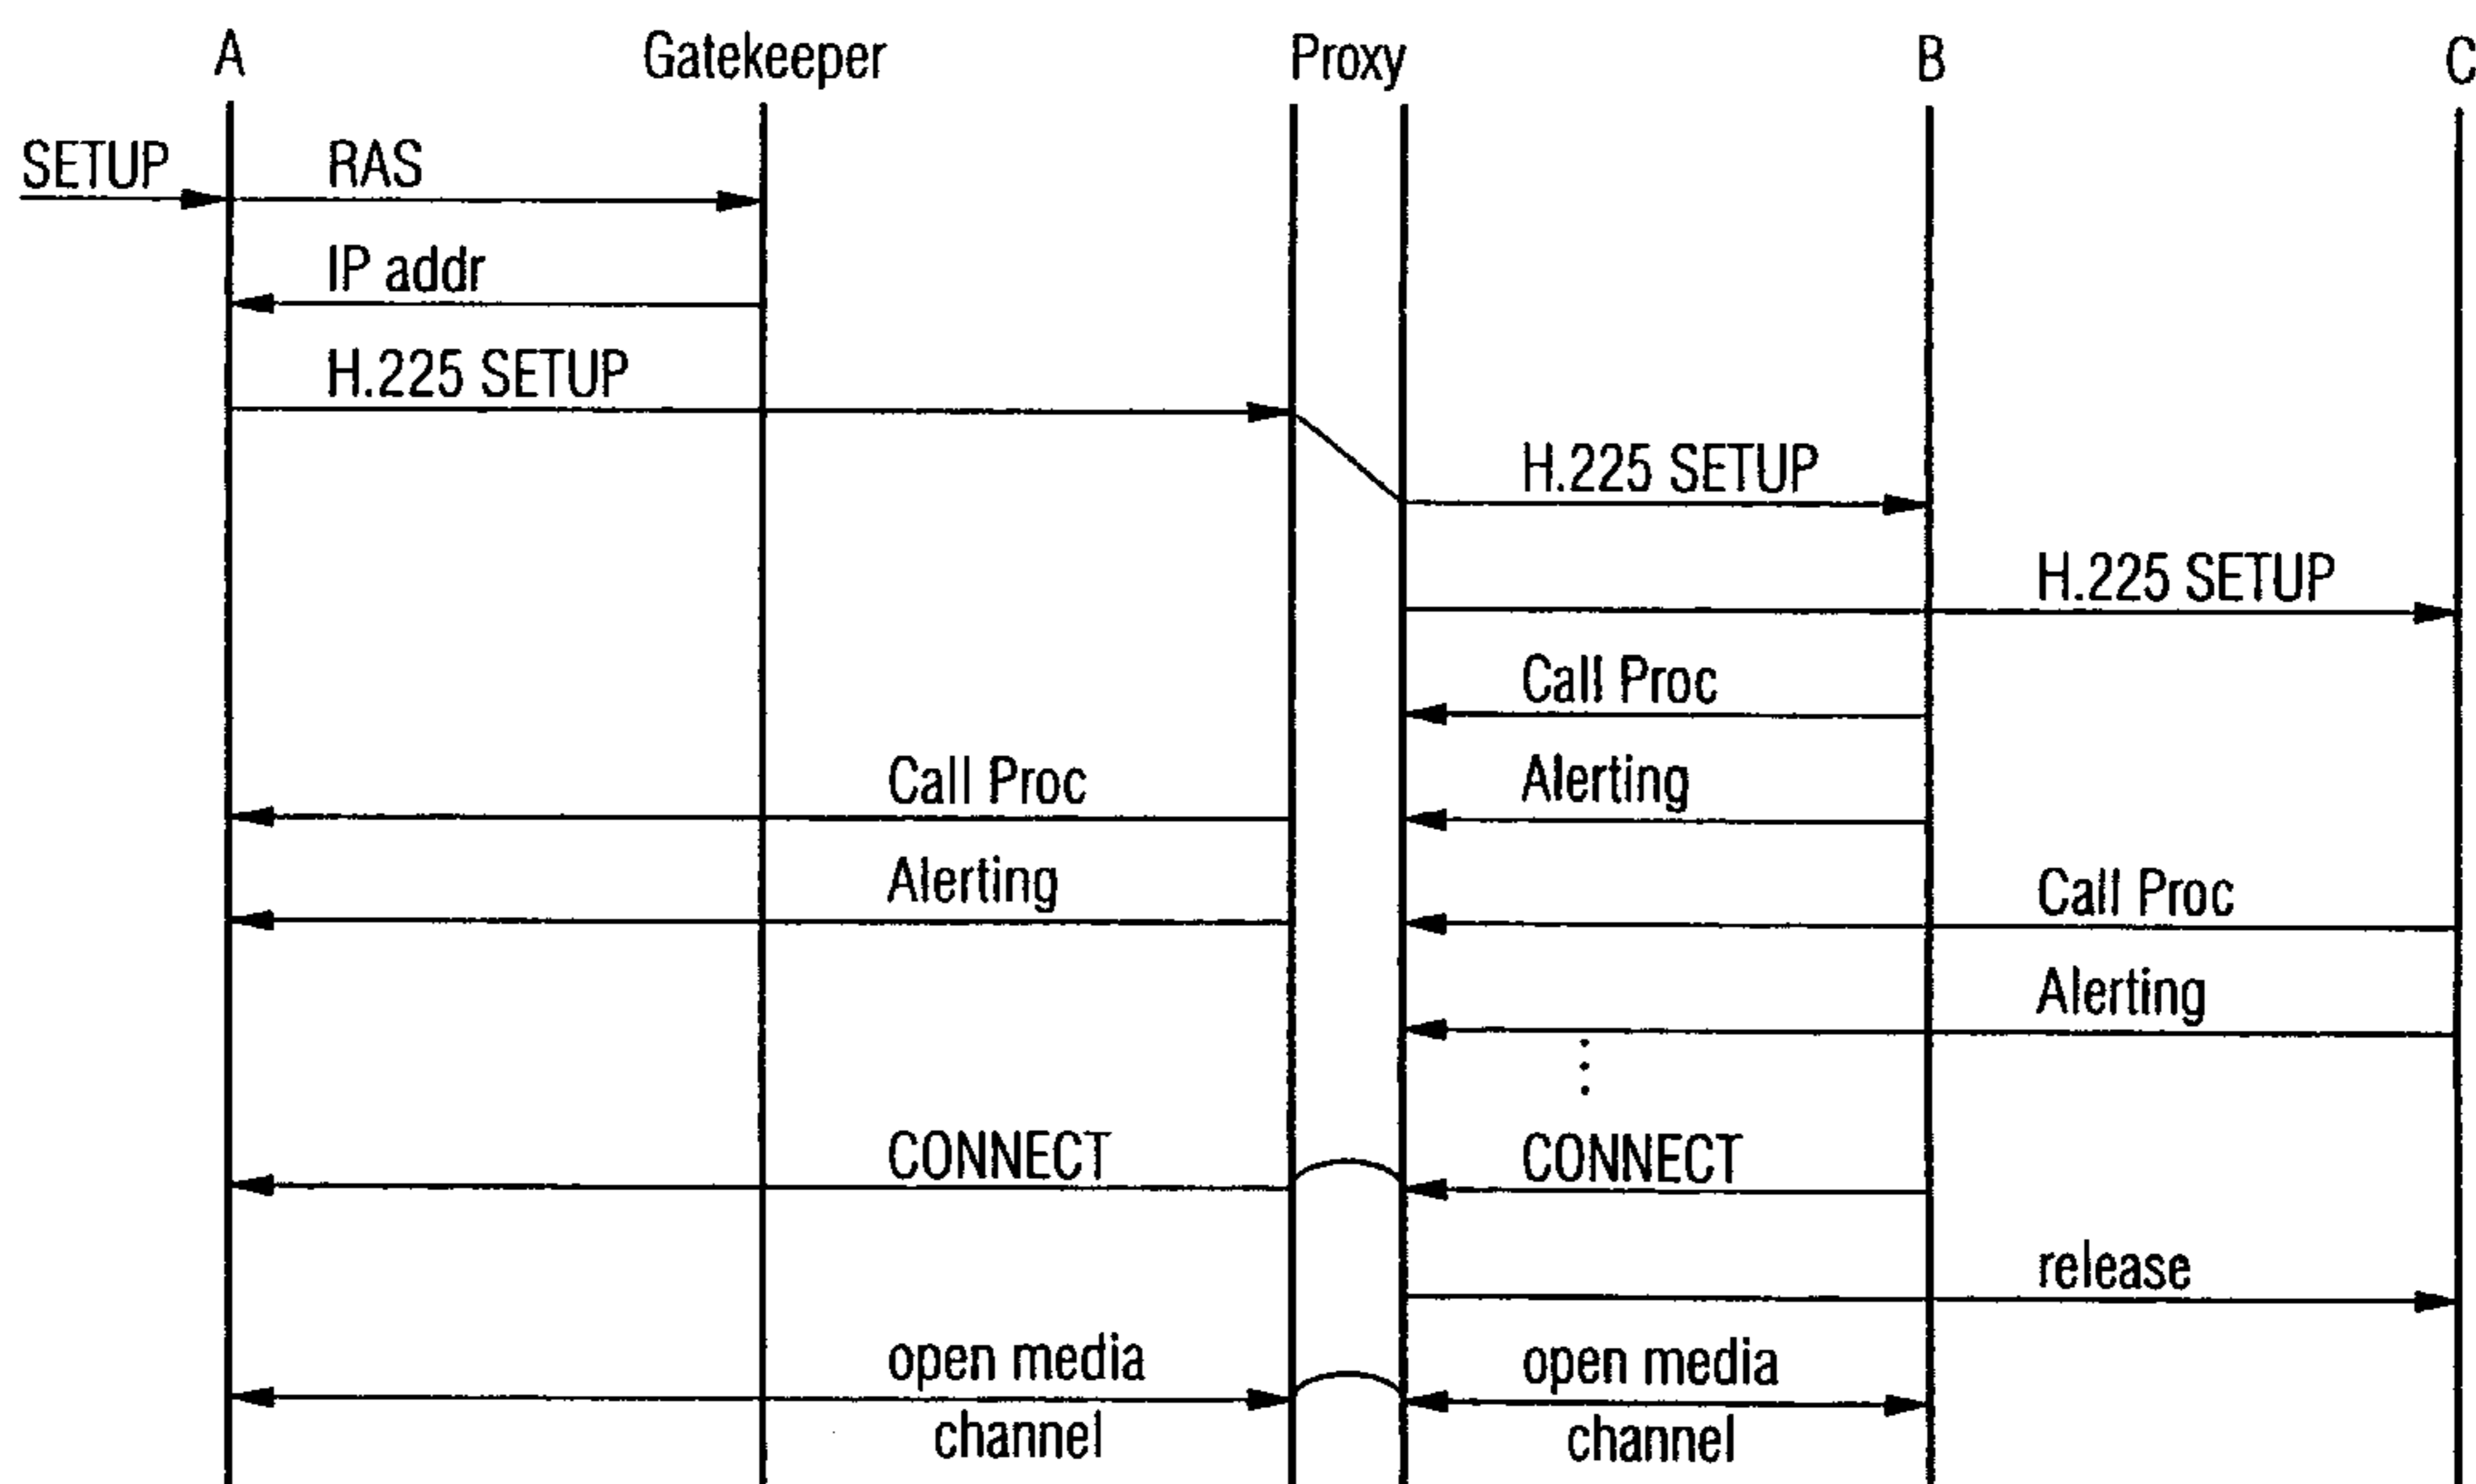 A Gatekeeper Proxy B C
SETUP RAS
IP addr
H.225 SETUP
H.225 SETUP
H.225 SETUP
Call Proc
Call Proc Alerting
Alerting Call Proc
Alerting
CONNECT CONNECT
release
open media open media
channel channel